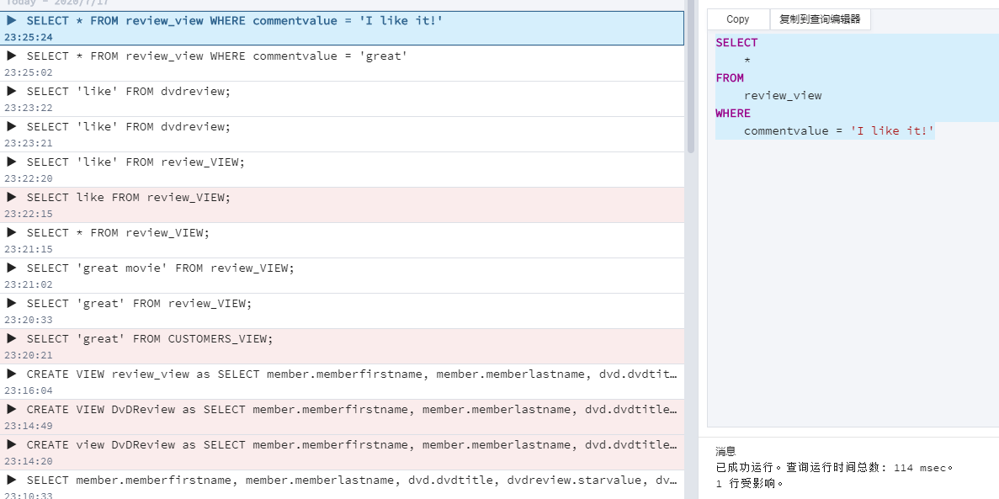 Today - 2020/7/17
▶ SELECT * FROM review_view WHERE commentvalue = 'I like it!'
23:25:24
▶ SELECT * FROM review_view WHERE commentvalue = 'great'
23:25:02
▶ SELECT 'like' FROM dvdreview;
23:23:22
▶ SELECT 'like' FROM dvdreview;
23:23:21
▶ SELECT 'like' FROM review_VIEW;
23:22:20
▶ SELECT like FROM review_VIEW;
23:22:15
▶ SELECT * FROM review_VIEW;
23:21:15
▶ SELECT 'great movie' FROM review_VIEW;
23:21:02
▶ SELECT 'great' FROM review_VIEW;
23:20:33
▶ SELECT 'great' FROM CUSTOMERS_VIEW;
23:20:21
▶ CREATE VIEW review_view as SELECT member.memberfirstname, member.memberlastname, dvd.dvdtit…
23:16:04
▶ CREATE VIEW DvDReview as SELECT member.memberfirstname, member.memberlastname, dvd.dvdtitle…
23:14:49
▶ CREATE view DvDReview as SELECT member.memberfirstname, member.memberlastname, dvd.dvdtitle…
23:14:20
▶ SELECT member.memberfirstname, member.memberlastname, dvd.dvdtitle, dvdreview.starvalue, dv…
23:10:33
Copy 复制到查询编辑器
SELECT
*
FROM
review_view
WHERE
commentvalue = 'I like it!'
消息
已成功运行。查询运行时间总数: 114 msec。
1 行受影响。